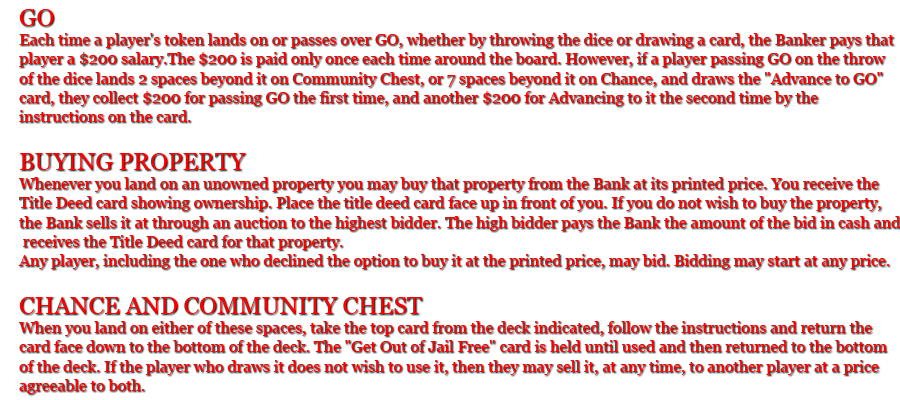 GO
Each time a player's token lands on or passes over GO, whether by throwing the dice or drawing a card, the Banker pays that
player a $200 salary.The $200 is paid only once each time around the board. However, if a player passing GO on the throw
of the dice lands 2 spaces beyond it on Community Chest, or 7 spaces beyond it on Chance, and draws the "Advance to GO"
card, they collect $200 for passing GO the first time, and another $200 for Advancing to it the second time by the
instructions on the card.
BUYING PROPERTY
Whenever you land on an unowned property you may buy that property from the Bank at its printed price. You receive the
Title Deed card showing ownership. Place the title deed card face up in front of you. If you do not wish to buy the property,
the Bank sells it at through an auction to the highest bidder. The high bidder pays the Bank the amount of the bid in cash and
receives the Title Deed card for that property.
Any player, including the one who declined the option to buy it at the printed price, may bid. Bidding may start at any price.
CHANCE AND COMMUNITY CHEST
When you land on either of these spaces, take the top card from the deck indicated, follow the instructions and return the
card face down to the bottom of the deck. The "Get Out of Jail Free" card is held until used and then returned to the bottom
of the deck. If the player who draws it does not wish to use it, then they may sell it, at any time, to another player at a price
agreeable to both.